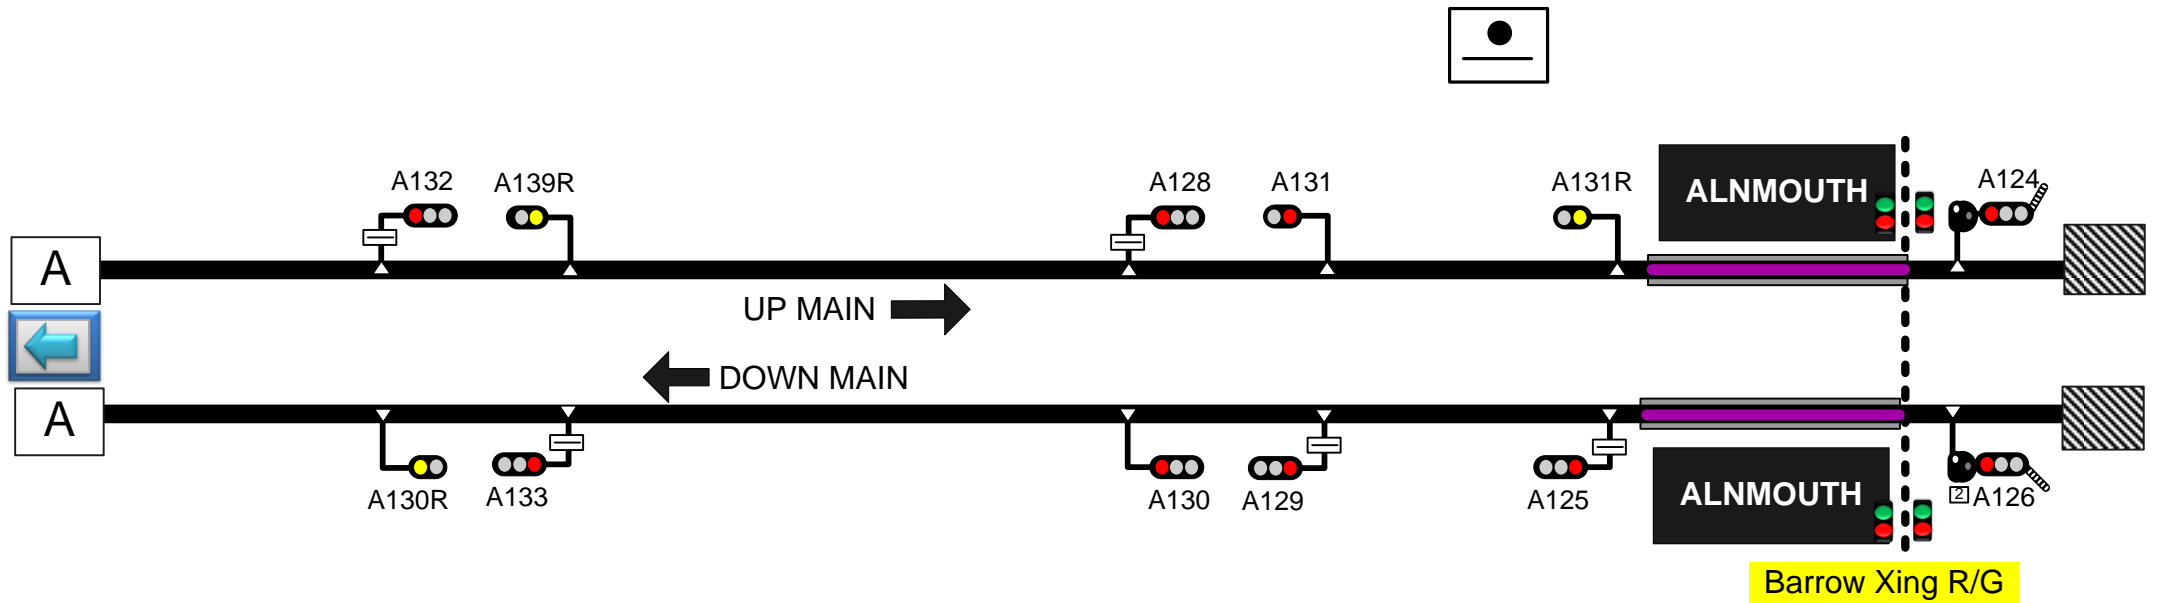 A132
A139R
A128
A131
A131R
ALNMOUTH
A124
A
UP MAIN
DOWN MAIN
A
A130R
A133
A130
A129
A125
ALNMOUTH
2 A126
Barrow Xing R/G